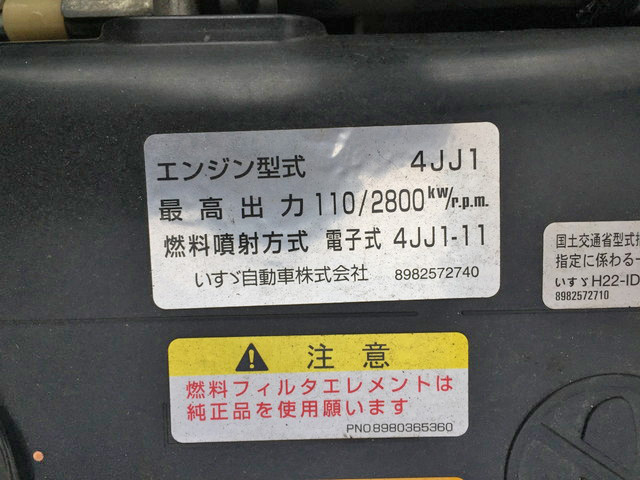 エンジン型式 4JJ1
最高出力 110/2800kW/r.p.m.
燃料噴射方式 電子式 4JJ1-11
いすゞ自動車株式会社 8982572740
国土交通省型式指
指定に係わる一
いすゞH22-ID
8982572710
注意
燃料フィルタエレメントは
純正品を使用願います
PNO8980365360